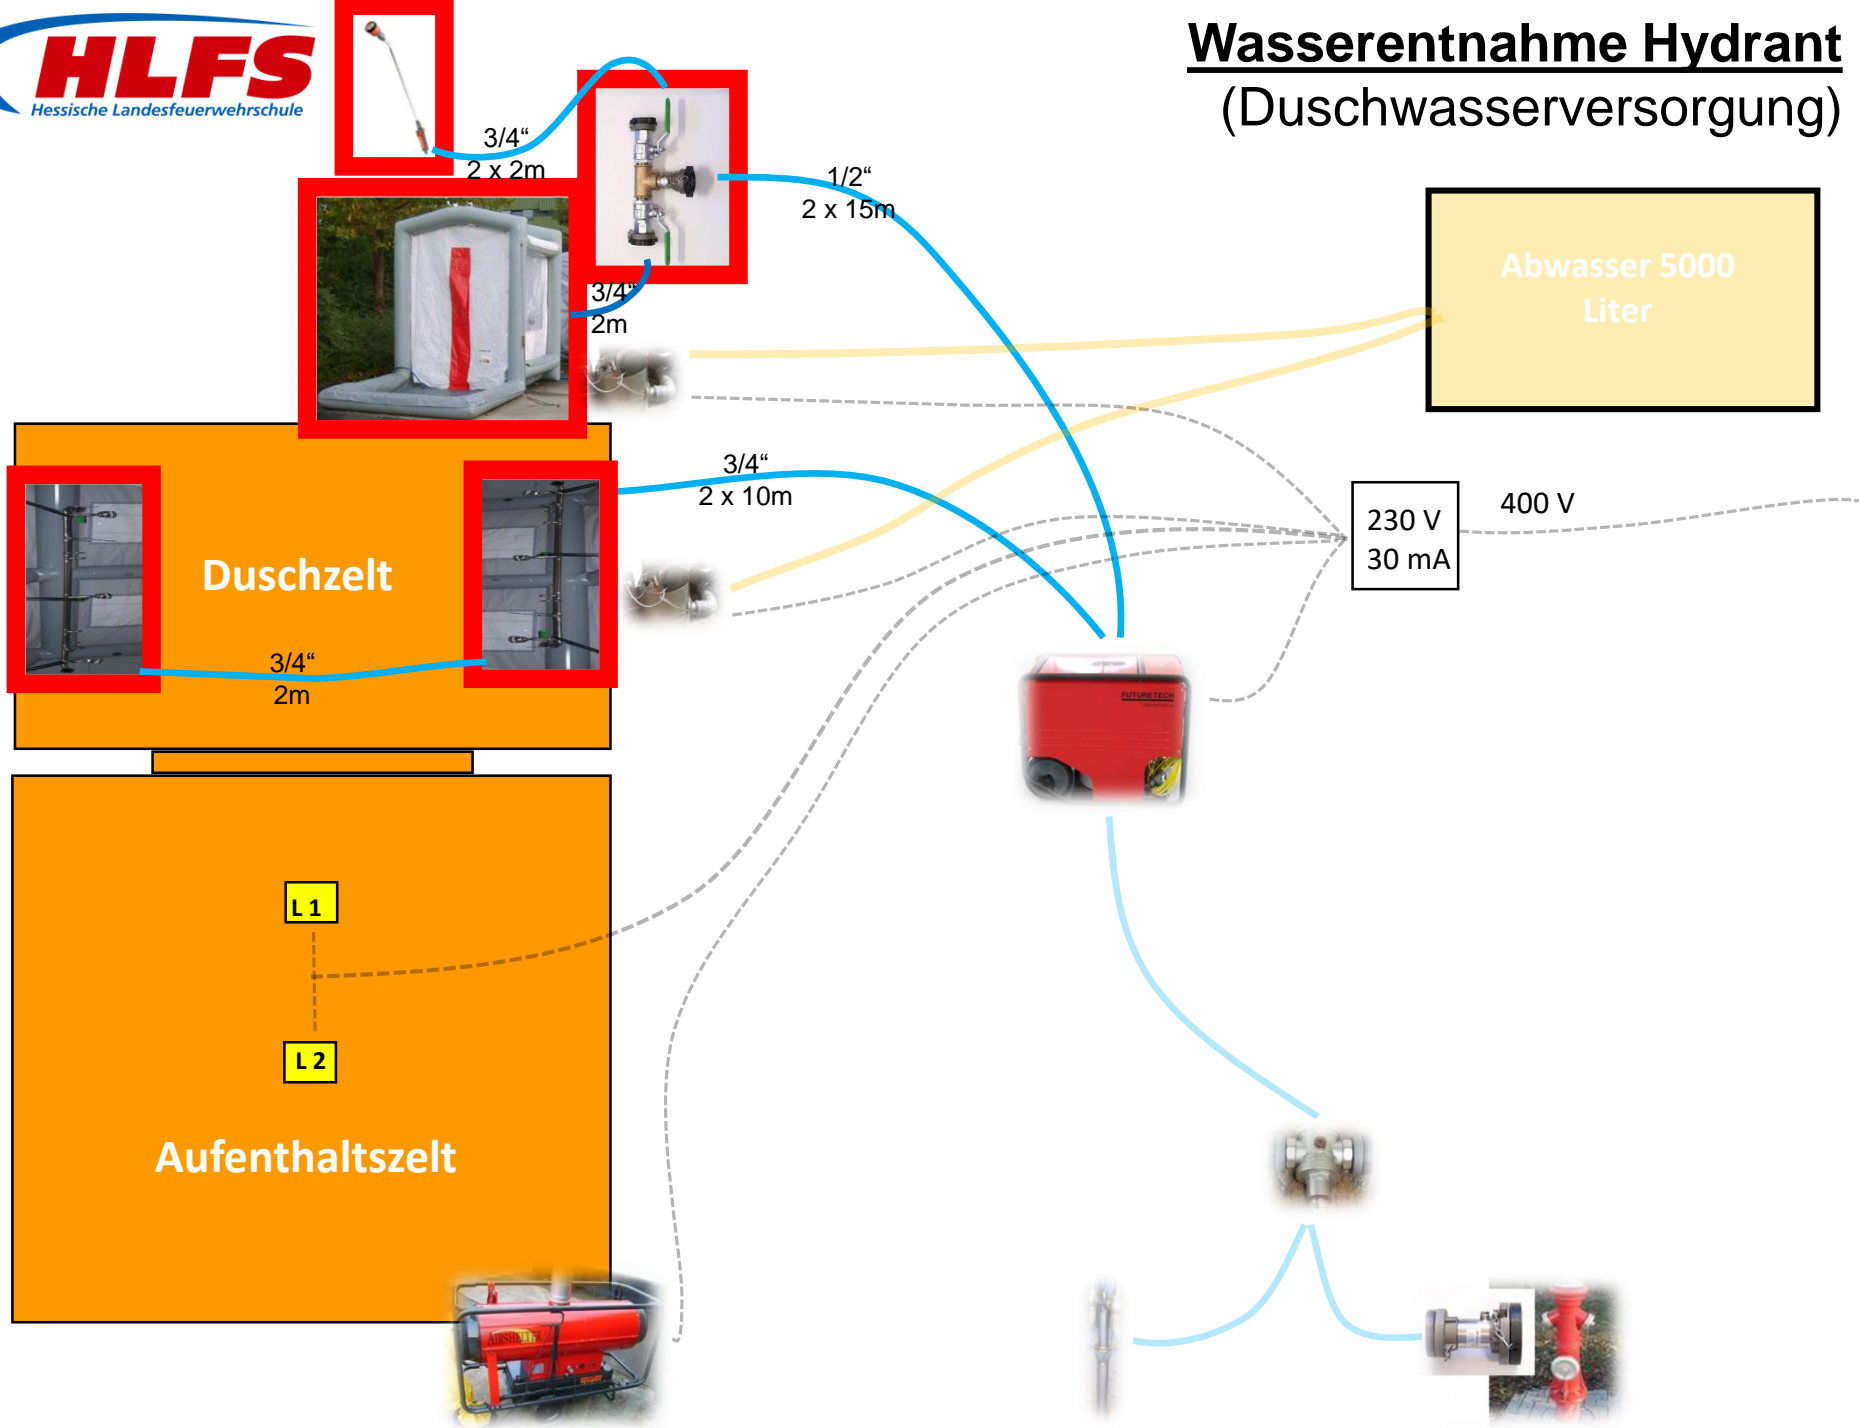 HLFS
Hessische Landesfeuerwehrschule
Wasserentnahme Hydrant
(Duschwasserversorgung)
3/4“
2 x 2m
1/2“
2 x 15m
3/4“
2m
Abwasser 5000
Liter
3/4“
2 x 10m
230 V
30 mA
400 V
Duschzelt
3/4“
2m
FUTURETECH
L 1
L 2
Aufenthaltszelt
AIRSHELTER